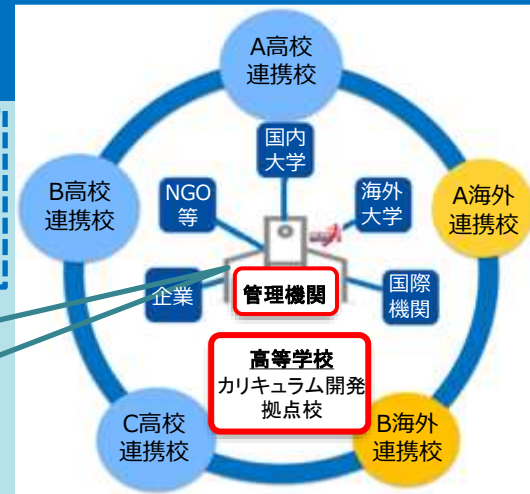 A高校
連携校
国内
大学
NGO
等
海外
大学
B高校
連携校
A海外
連携校
企業
管理機関
国際
機関
高等学校
カリキュラム開発
拠点校
C高校
連携校
B海外
連携校